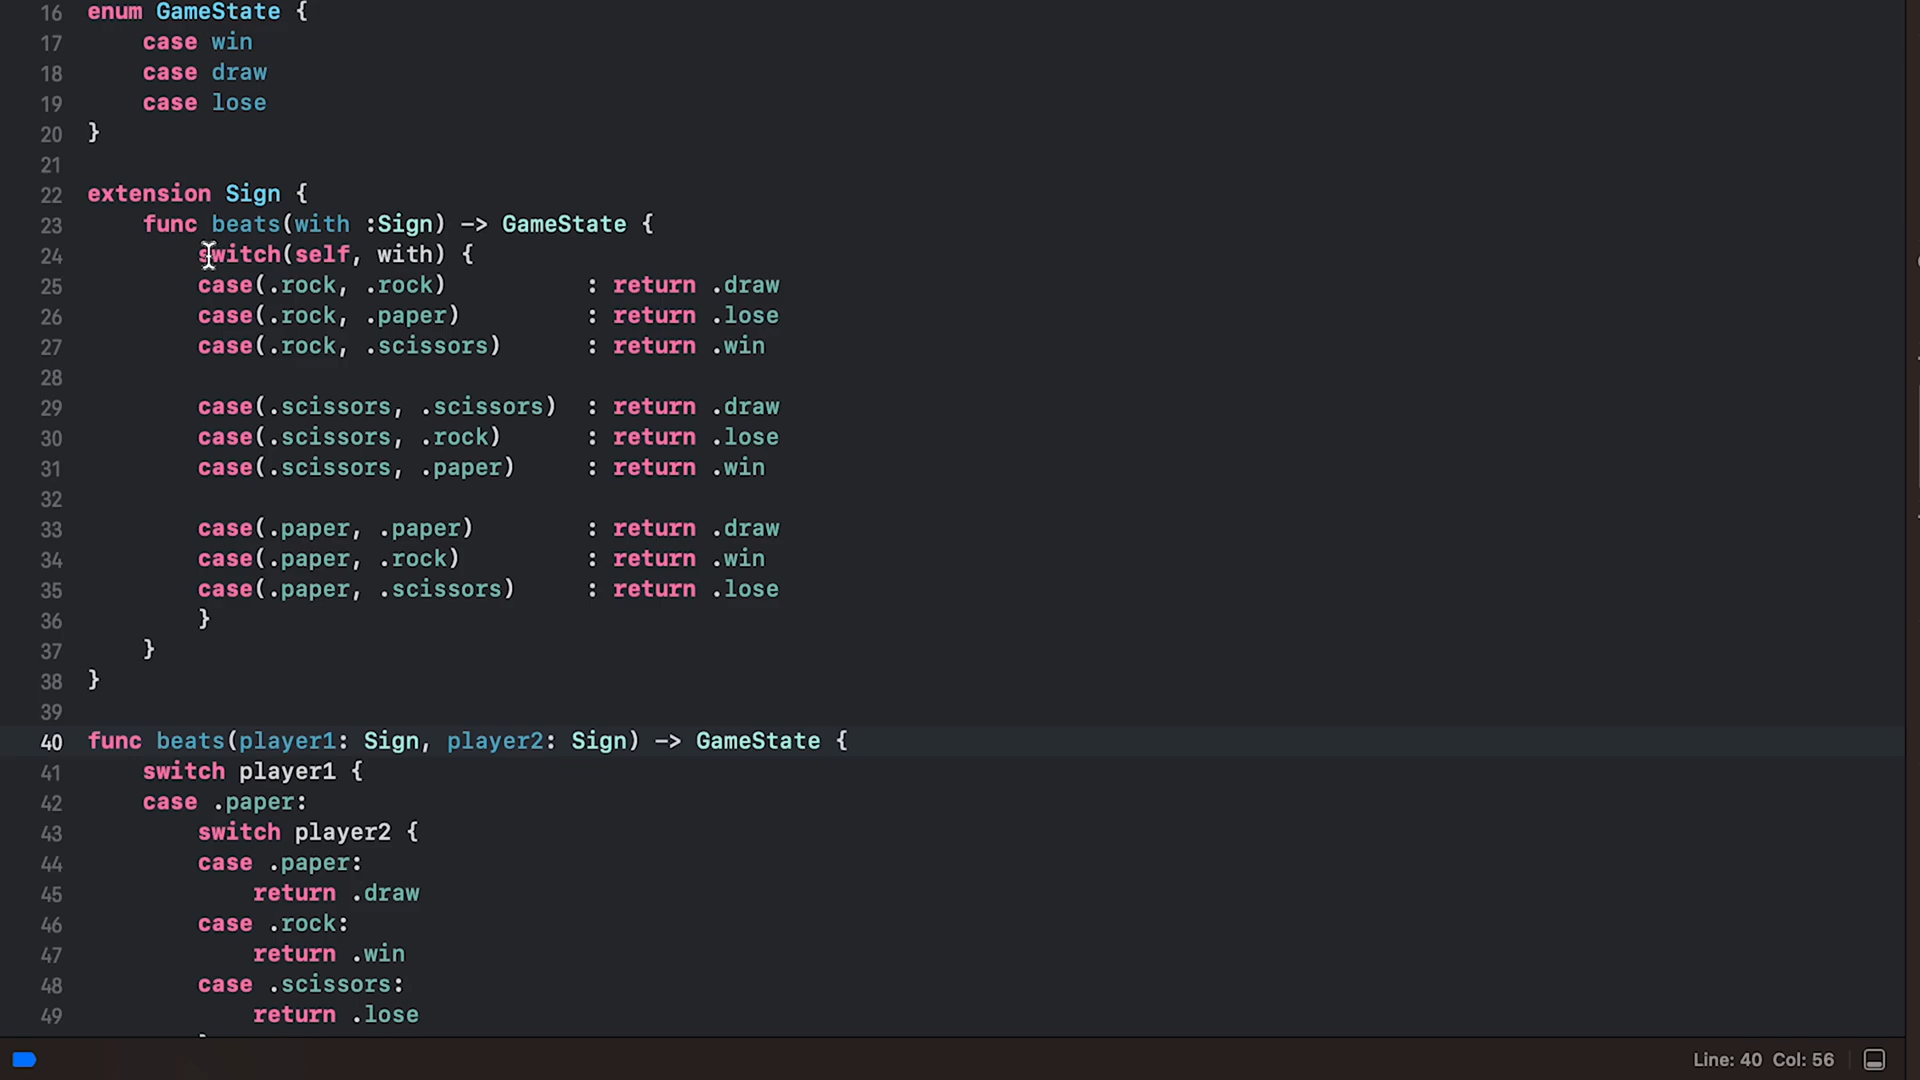 16 enum GameState {
17 case win
18 case draw
19 case lose
20 }
21
22 extension Sign {
23 func beats(with :Sign) -> GameState {
24 switch(self, with) {
25 case(.rock, .rock) : return .draw
26 case(.rock, .paper) : return .lose
27 case(.rock, .scissors) : return .win
28
29 case(.scissors, .scissors) : return .draw
30 case(.scissors, .rock) : return .lose
31 case(.scissors, .paper) : return .win
32
33 case(.paper, .paper) : return .draw
34 case(.paper, .rock) : return .win
35 case(.paper, .scissors) : return .lose
36 }
37 }
38 }
39
40 func beats(player1: Sign, player2: Sign) -> GameState {
41 switch player1 {
42 case .paper:
43 switch player2 {
44 case .paper:
45 return .draw
46 case .rock:
47 return .win
48 case .scissors:
49 return .lose
Line: 40 Col: 56